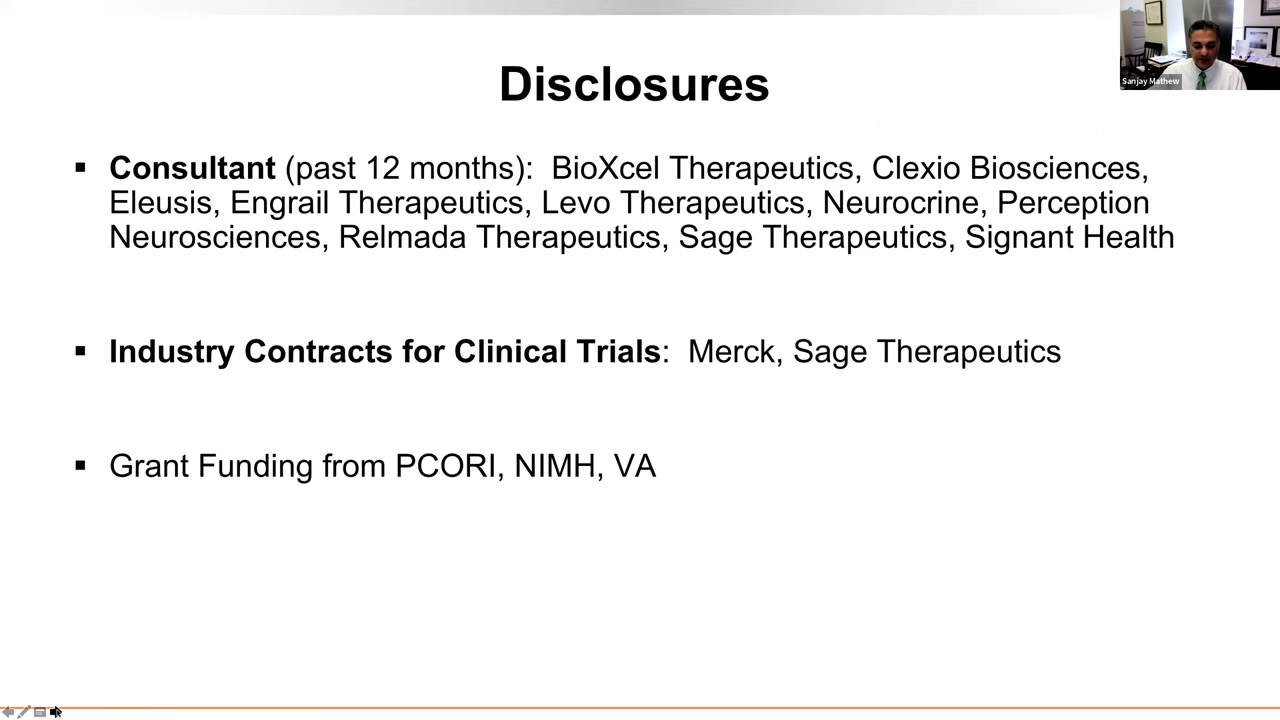 Sanjay Mathew
Disclosures
▪ Consultant (past 12 months):  BioXcel Therapeutics, Clexio Biosciences,
Eleusis, Engrail Therapeutics, Levo Therapeutics, Neurocrine, Perception
Neurosciences, Relmada Therapeutics, Sage Therapeutics, Signant Health
▪ Industry Contracts for Clinical Trials:  Merck, Sage Therapeutics
▪ Grant Funding from PCORI, NIMH, VA